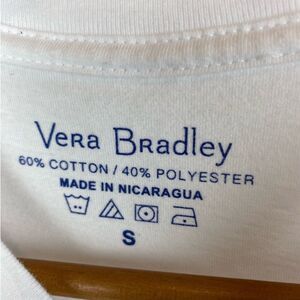 Vera Bradley
60% COTTON / 40% POLYESTER
MADE IN NICARAGUA
S